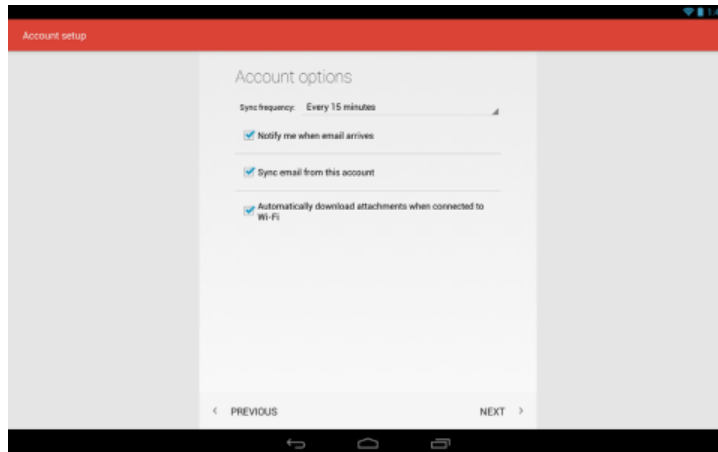 Account setup
Account options
Sync frequency: Every 15 minutes
Notify me when email arrives
Sync email from this account
Automatically download attachments when connected to
Wi-Fi
PREVIOUS
NEXT